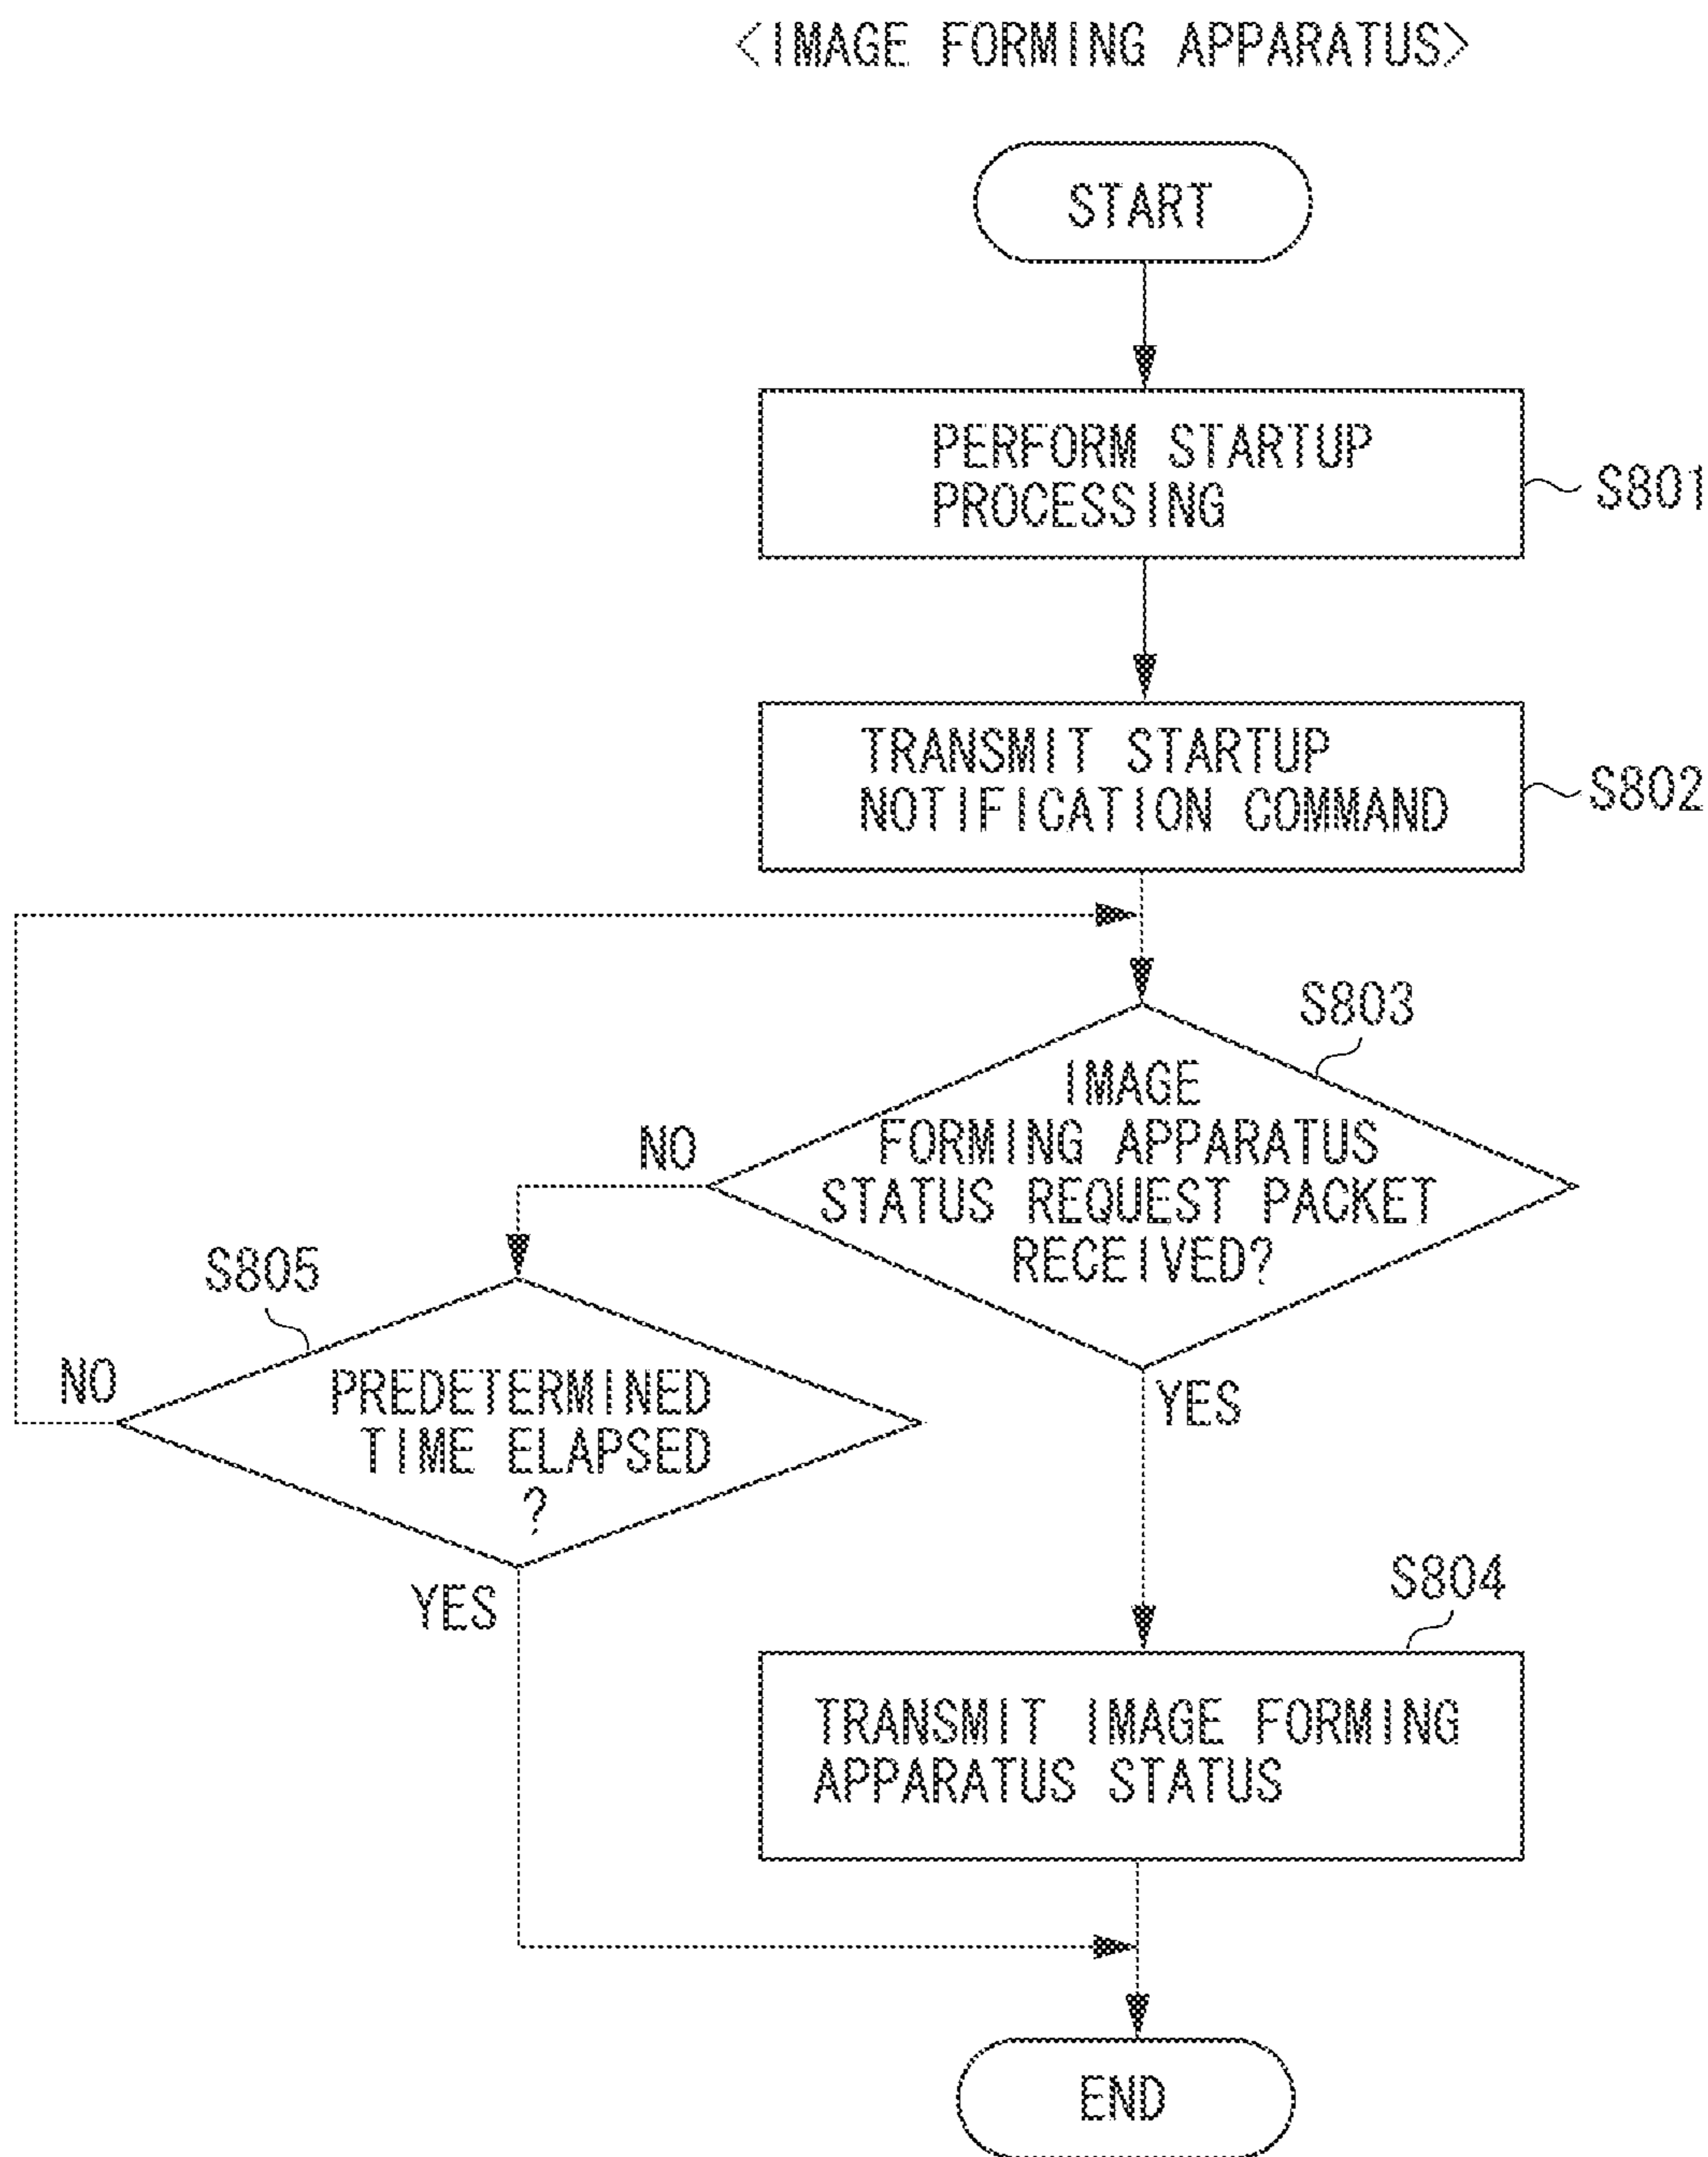 <IMAGE FORMING APPARATUS>
START
PERFORM STARTUP
PROCESSING
S801
TRANSMIT STARTUP
NOTIFICATION COMMAND
S802
S803
IMAGE
FORMING APPARATUS
STATUS REQUEST PACKET
RECEIVED?
NO
YES
S805
PREDETERMINED
TIME ELAPSED
?
NO
YES
S804
TRANSMIT IMAGE FORMING
APPARATUS STATUS
END